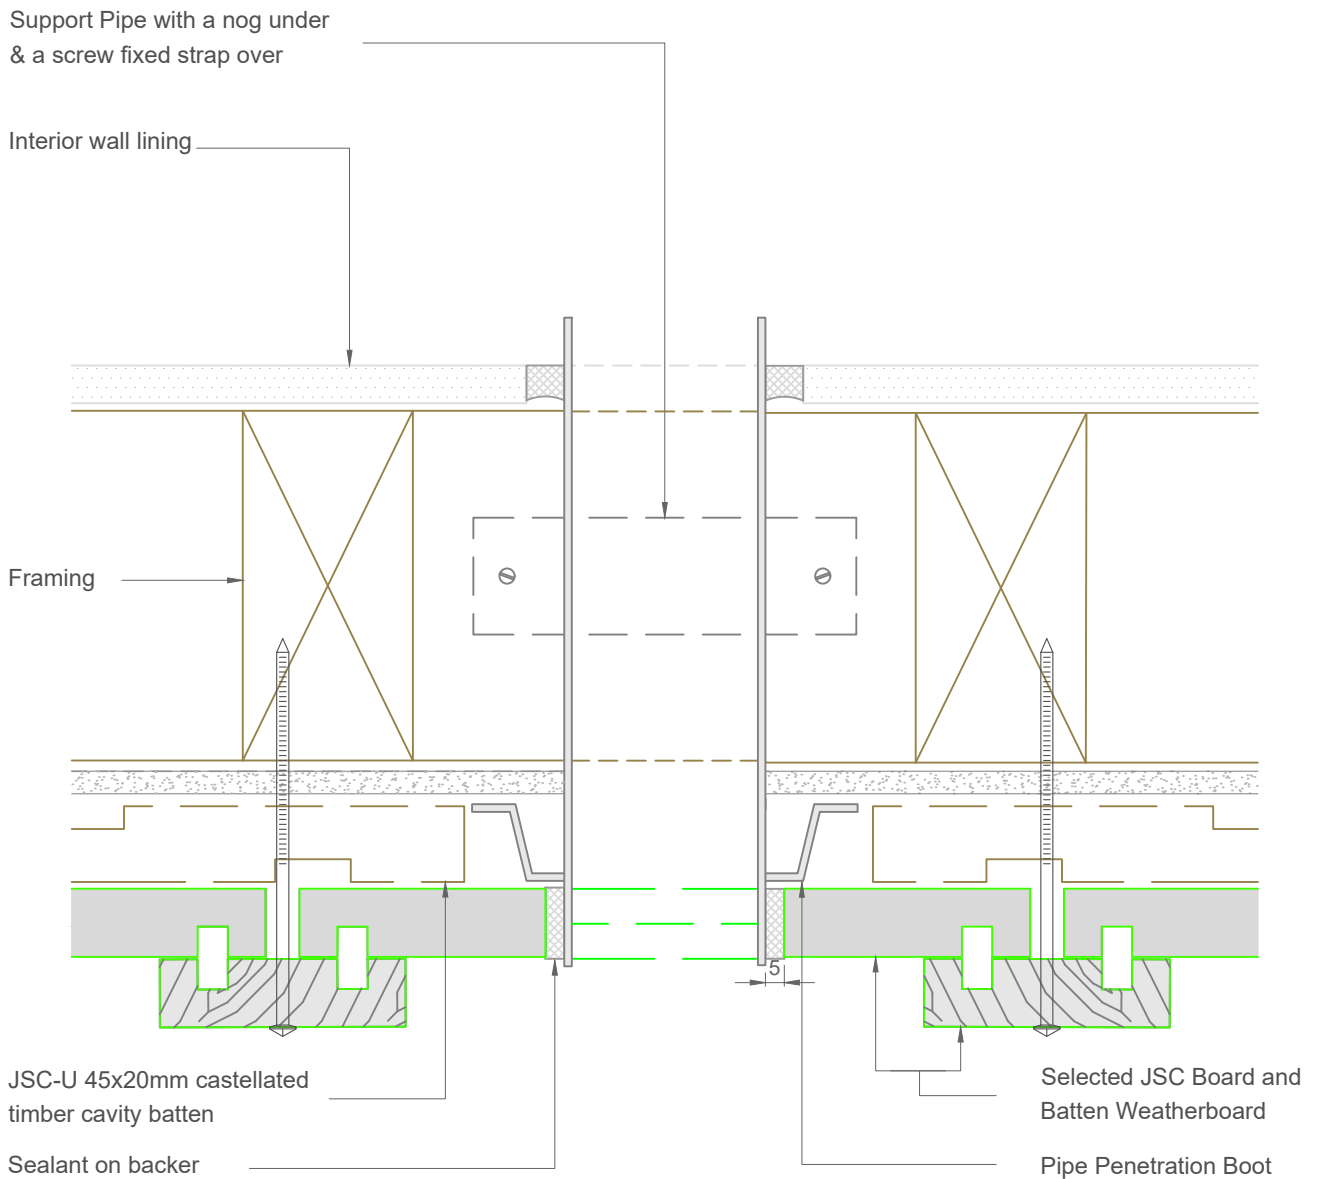 Support Pipe with a nog under
& a screw fixed strap over
Interior wall lining
Framing
5
JSC-U 45x20mm castellated
timber cavity batten
Sealant on backer
Selected JSC Board and
Batten Weatherboard
Pipe Penetration Boot